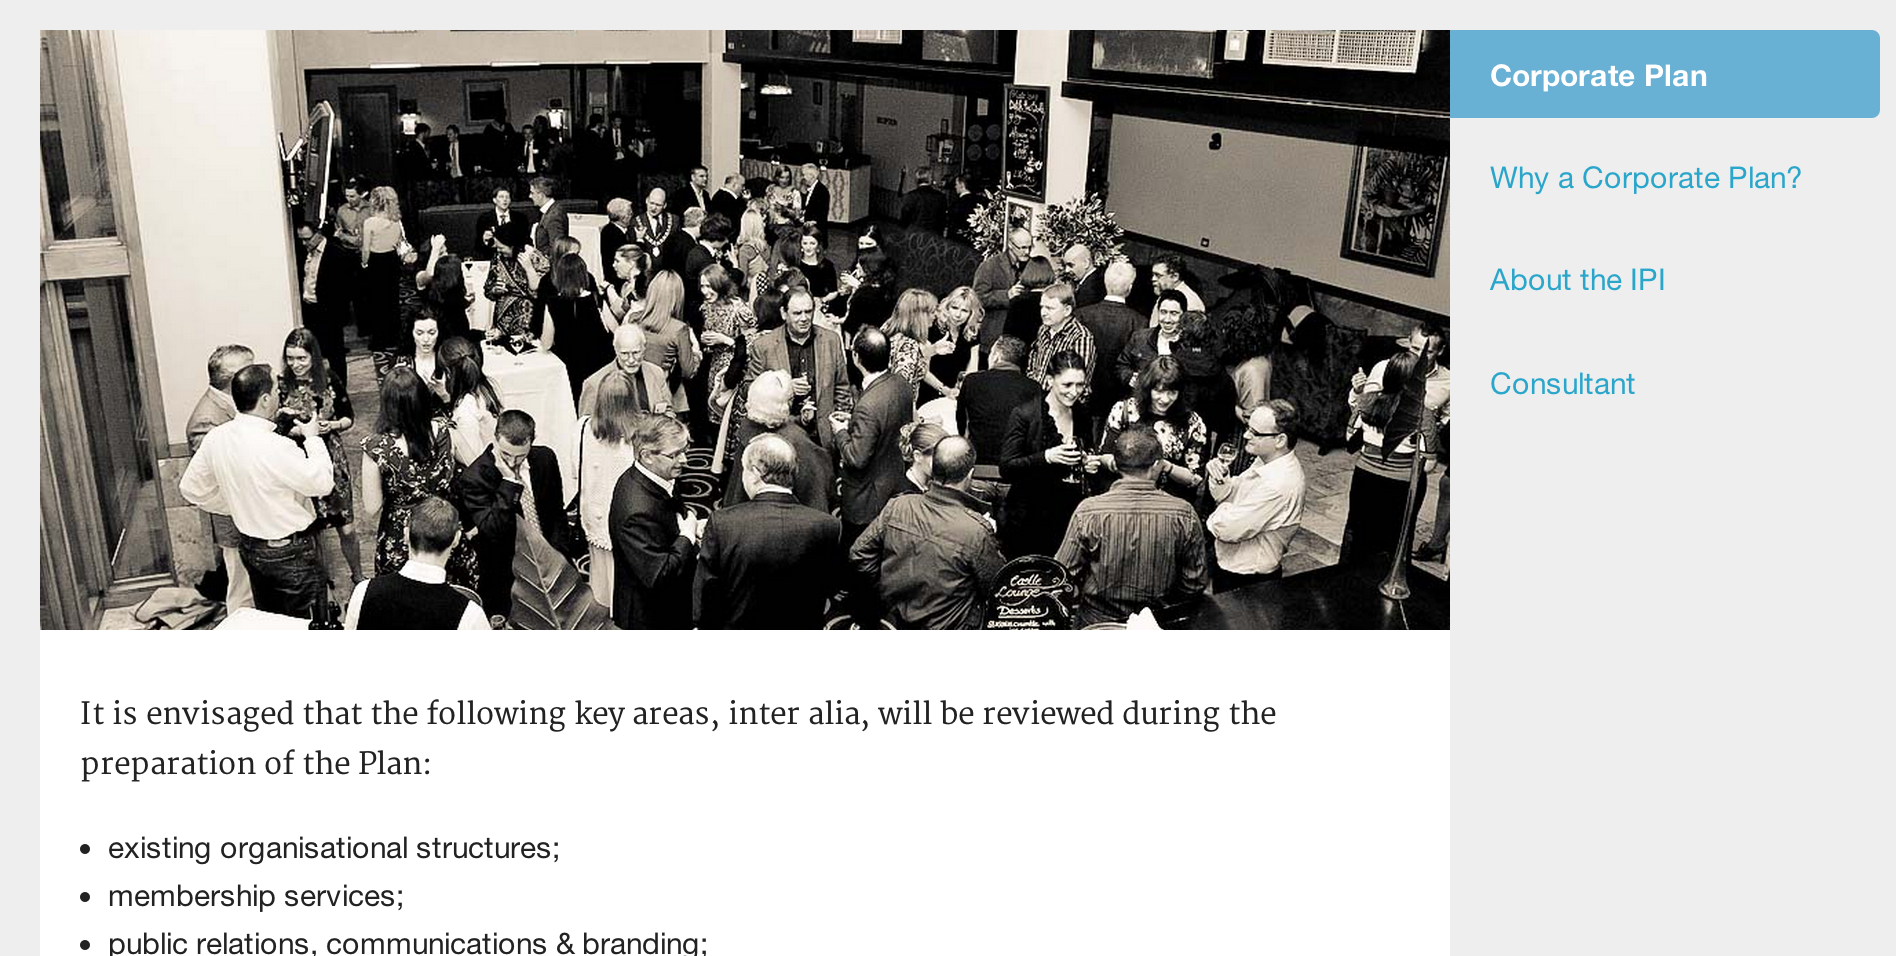 Corporate Plan
Why a Corporate Plan?
About the IPI
Consultant
Castle
Lounge
Desserts
It is envisaged that the following key areas, inter alia, will be reviewed during the
preparation of the Plan:
• existing organisational structures;
• membership services;
• public relations, communications & branding;